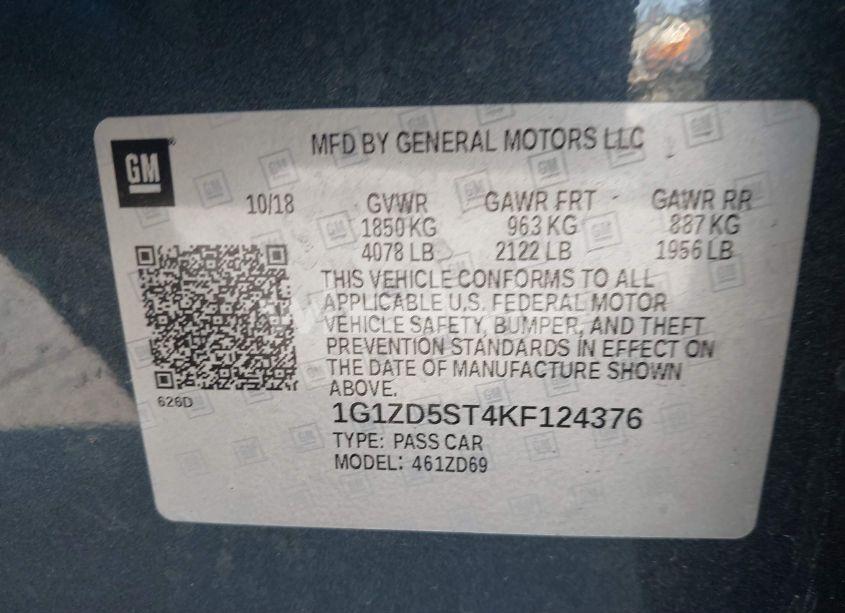 GM
MFD BY GENERAL MOTORS LLC
10/18 GVWR GAWR FRT GAWR RR
1850 KG 963 KG 887 KG
4078 LB 2122 LB 1956 LB
THIS VEHICLE CONFORMS TO ALL
APPLICABLE U.S. FEDERAL MOTOR
VEHICLE SAFETY, BUMPER, AND THEFT
PREVENTION STANDARDS IN EFFECT ON
THE DATE OF MANUFACTURE SHOWN
ABOVE.
626D
1G1ZD5ST4KF124376
TYPE: PASS CAR
MODEL: 461ZD69